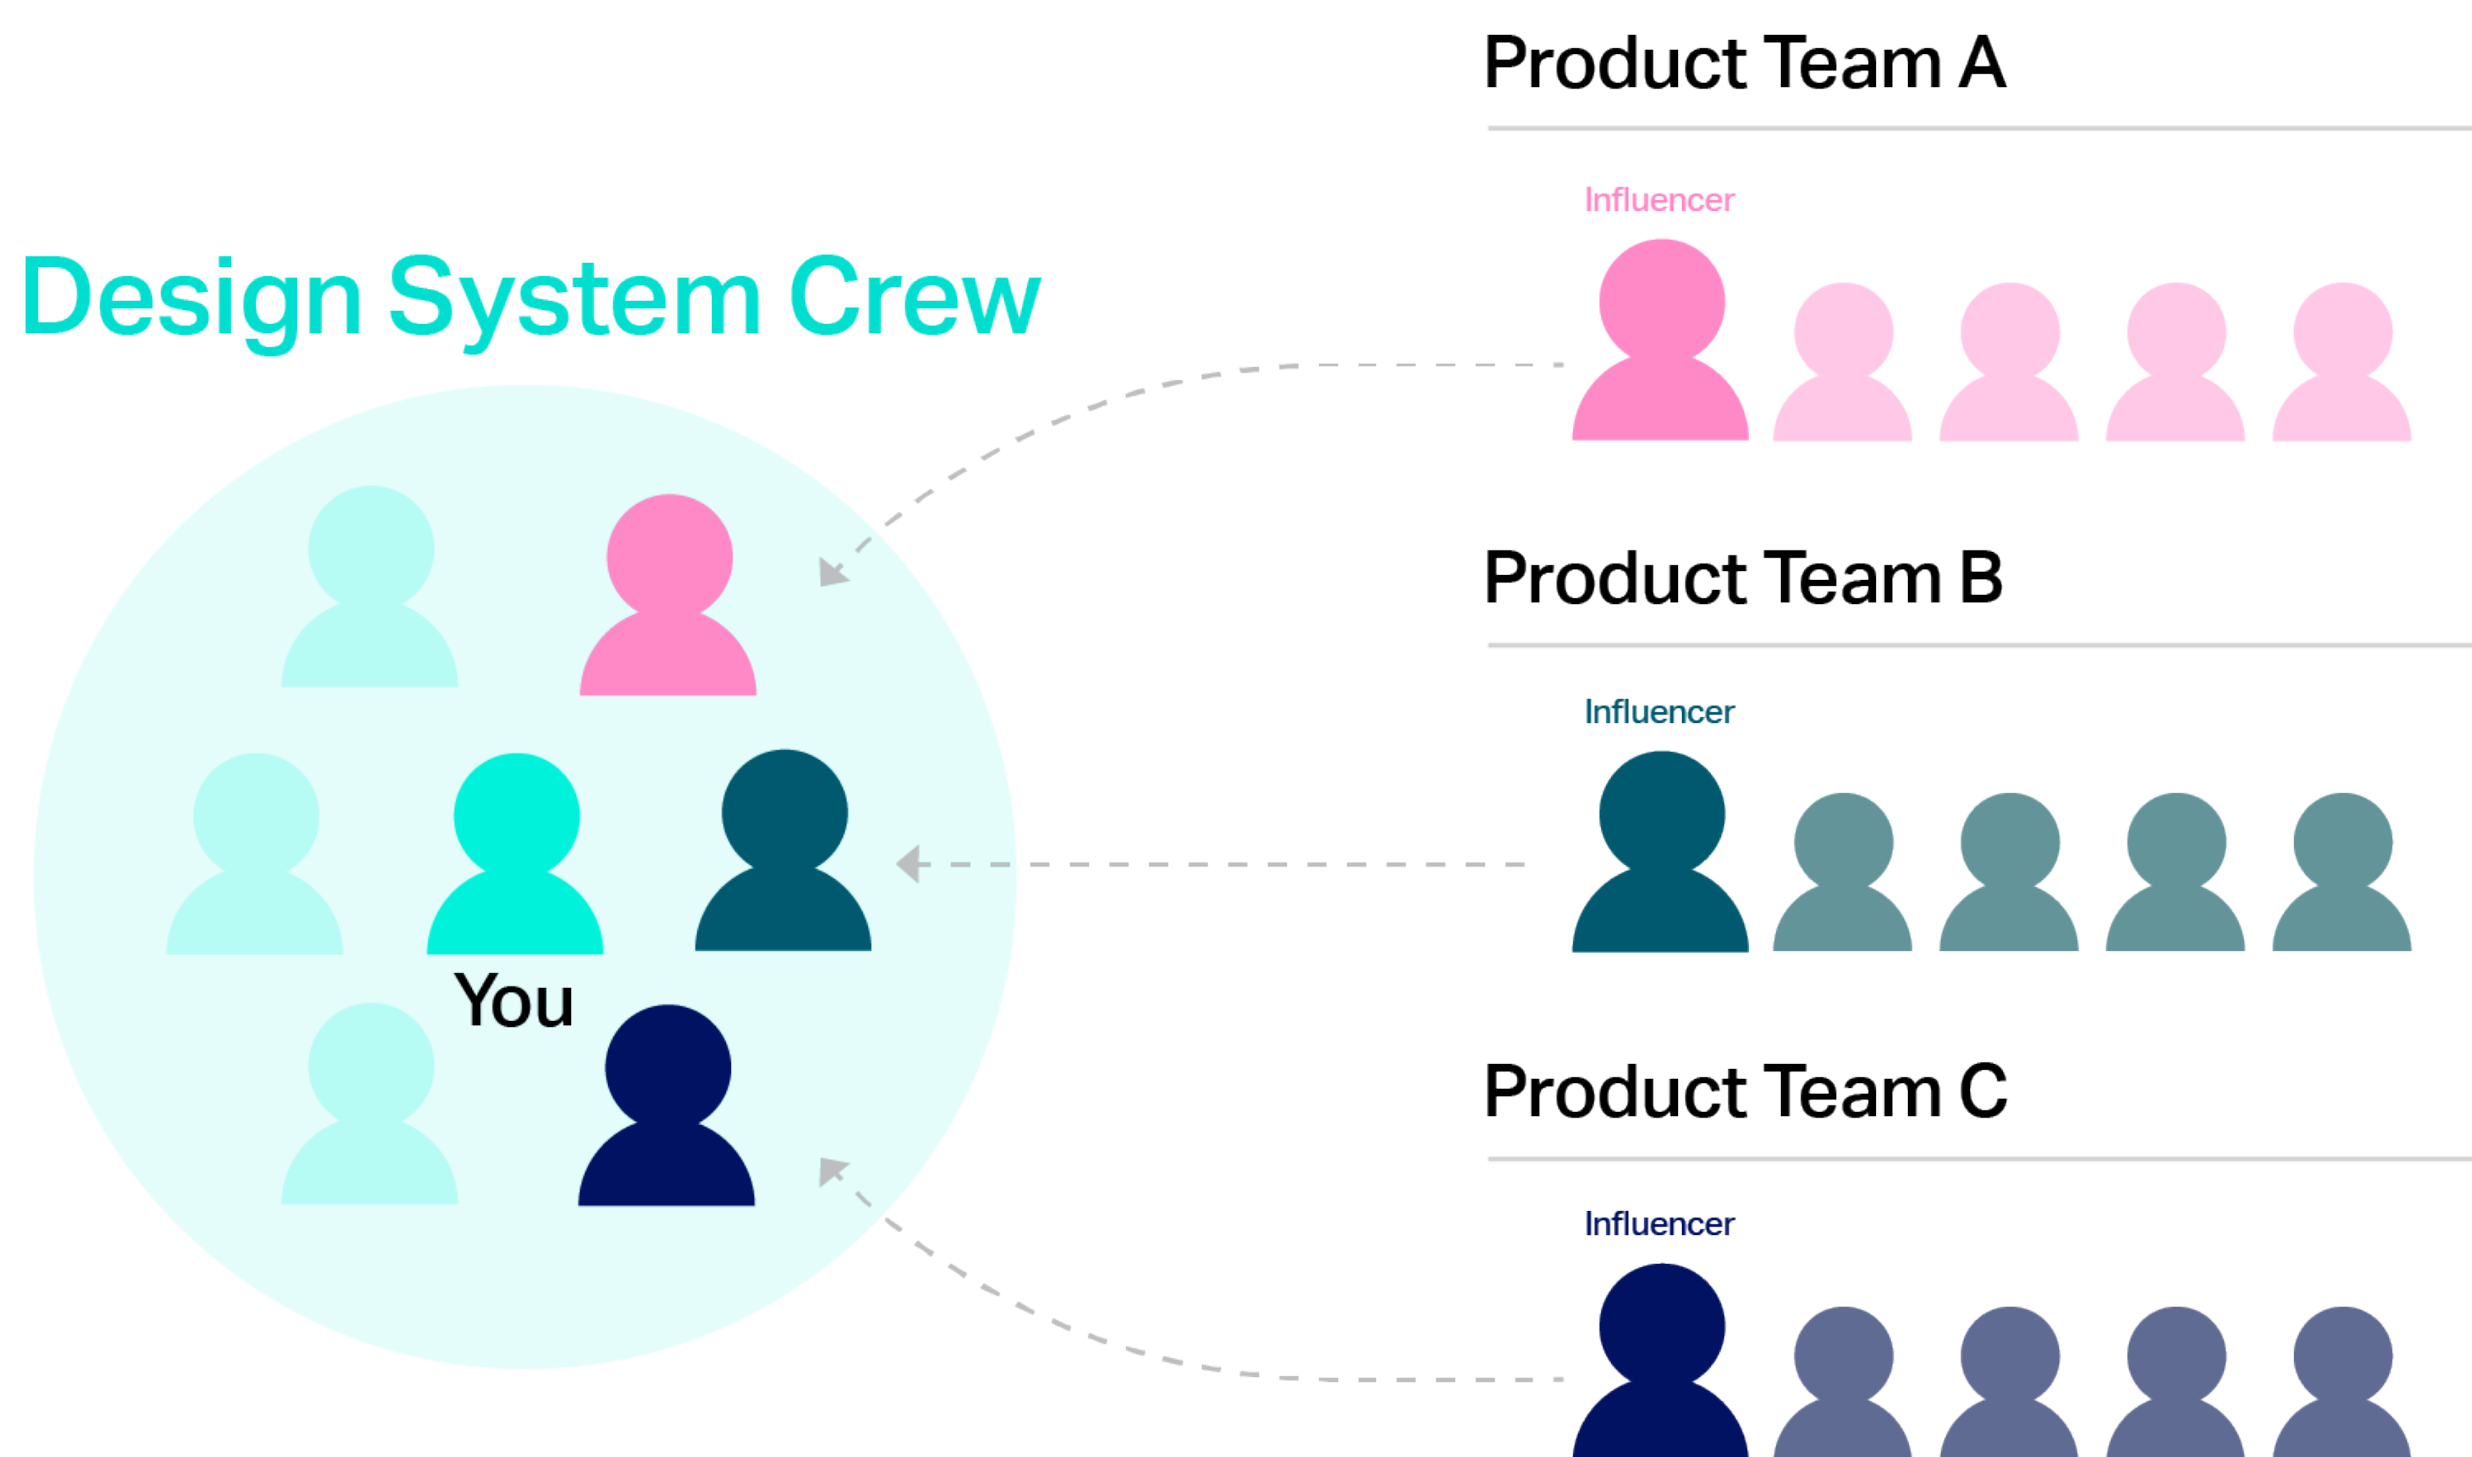 Design System Crew
You
Product Team A
Influencer
Product Team B
Influencer
Product Team C
Influencer